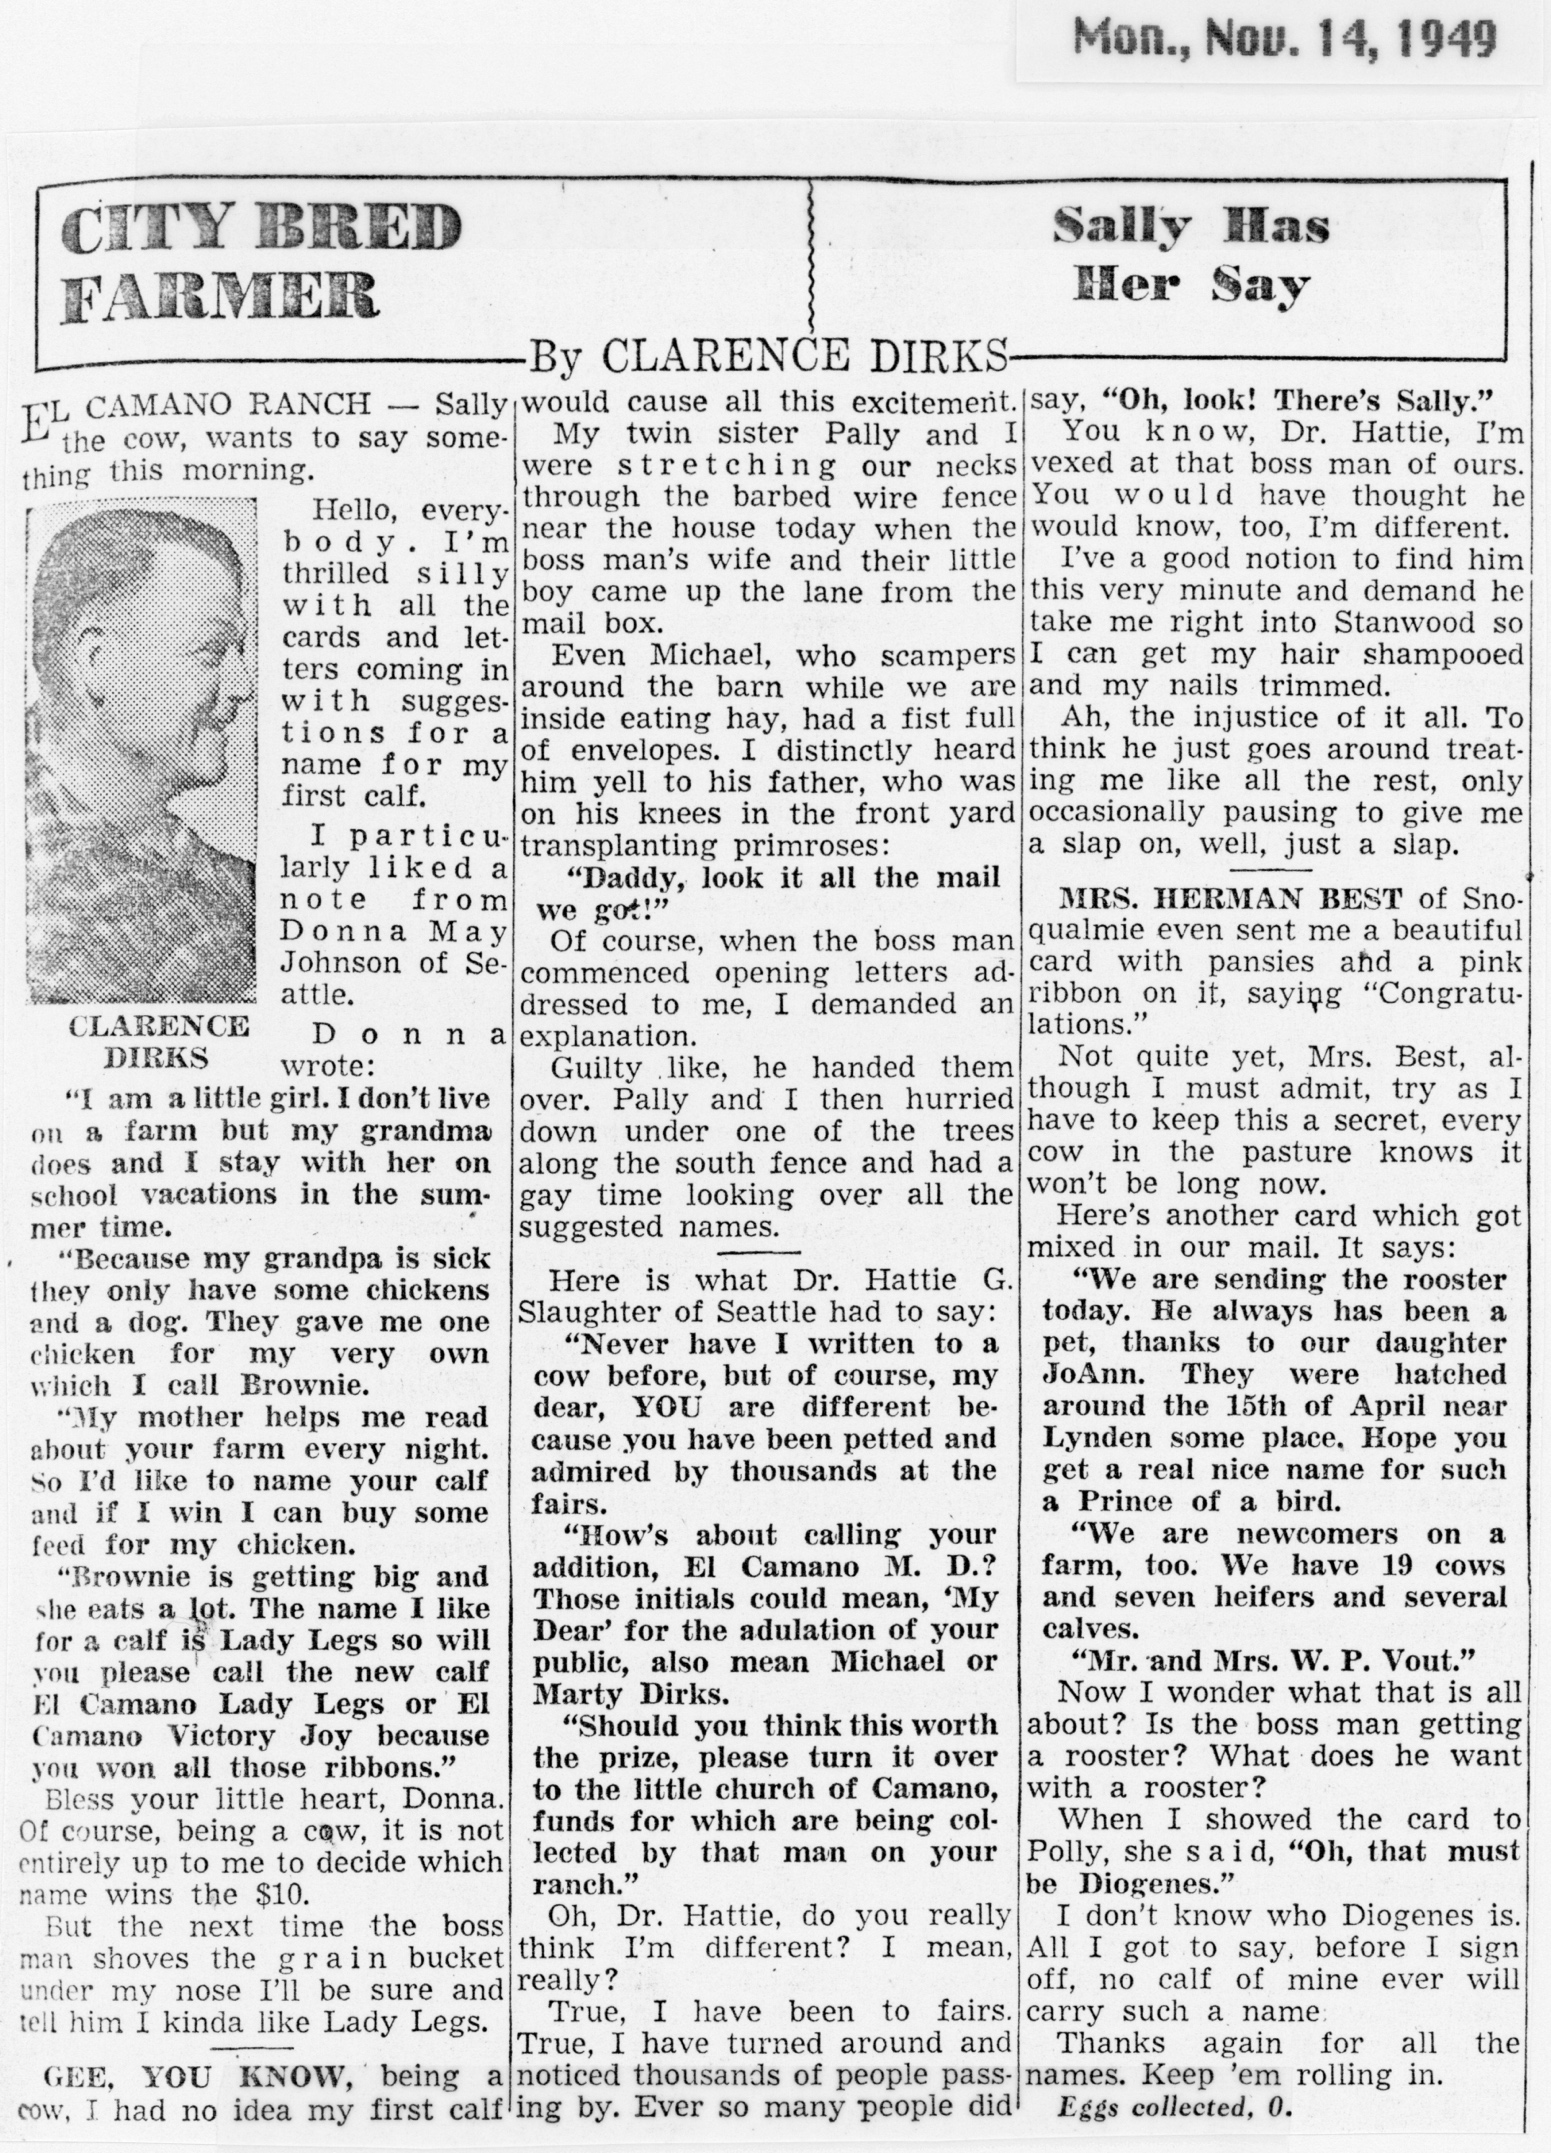 Mon., Nov. 14, 1949
CITY BRED
FARMER
Sally Has
Her Say
By CLARENCE DIRKS
EL CAMANO RANCH — Sally
the cow, wants to say some-
thing this morning.
Hello, every-
body. I'm
thrilled silly
with all the
cards and let-
ters coming in
with sugges-
tions for a
name for my
first calf.
I particu-
larly liked a
note from
Donna May
Johnson of Se-
attle.
Donna
wrote:
CLARENCE
DIRKS
"I am a little girl. I don't live
on a farm but my grandma
does and I stay with her on
school vacations in the sum-
mer time.
"Because my grandpa is sick
they only have some chickens
and a dog. They gave me one
chicken for my very own
which I call Brownie.
"My mother helps me read
about your farm every night.
So I'd like to name your calf
and if I win I can buy some
feed for my chicken.
"Brownie is getting big and
she eats a lot. The name I like
for a calf is Lady Legs so will
you please call the new calf
El Camano Lady Legs or El
Camano Victory Joy because
you won all those ribbons."
Bless your little heart, Donna.
Of course, being a cow, it is not
entirely up to me to decide which
name wins the $10.
But the next time the boss
man shoves the grain bucket
under my nose I'll be sure and
tell him I kinda like Lady Legs.
GEE, YOU KNOW, being a
cow, I had no idea my first calf
would cause all this excitement.
My twin sister Pally and I
were stretching our necks
through the barbed wire fence
near the house today when the
boss man's wife and their little
boy came up the lane from the
mail box.
Even Michael, who scampers
around the barn while we are
inside eating hay, had a fist full
of envelopes. I distinctly heard
him yell to his father, who was
on his knees in the front yard
transplanting primroses:
"Daddy, look it all the mail
we got!"
Of course, when the boss man
commenced opening letters ad-
dressed to me, I demanded an
explanation.
Guilty like, he handed them
over. Pally and I then hurried
down under one of the trees
along the south fence and had a
gay time looking over all the
suggested names.
Here is what Dr. Hattie G.
Slaughter of Seattle had to say:
"Never have I written to a
cow before, but of course, my
dear, YOU are different be-
cause you have been petted and
admired by thousands at the
fairs.
"How's about calling your
addition, El Camano M. D.?
Those initials could mean, 'My
Dear' for the adulation of your
public, also mean Michael or
Marty Dirks.
"Should you think this worth
the prize, please turn it over
to the little church of Camano,
funds for which are being col-
lected by that man on your
ranch."
Oh, Dr. Hattie, do you really
think I'm different? I mean,
really?
True, I have been to fairs.
True, I have turned around and
noticed thousands of people pass-
ing by. Ever so many people did
say, "Oh, look! There's Sally."
You know, Dr. Hattie, I'm
vexed at that boss man of ours.
You would have thought he
would know, too, I'm different.
I've a good notion to find him
this very minute and demand he
take me right into Stanwood so
I can get my hair shampooed
and my nails trimmed.
Ah, the injustice of it all. To
think he just goes around treat-
ing me like all the rest, only
occasionally pausing to give me
a slap on, well, just a slap.
MRS. HERMAN BEST of Sno-
qualmie even sent me a beautiful
card with pansies and a pink
ribbon on it, saying "Congratu-
lations."
Not quite yet, Mrs. Best, al-
though I must admit, try as I
have to keep this a secret, every
cow in the pasture knows it
won't be long now.
Here's another card which got
mixed in our mail. It says:
"We are sending the rooster
today. He always has been a
pet, thanks to our daughter
JoAnn. They were hatched
around the 15th of April near
Lynden some place. Hope you
get a real nice name for such
a Prince of a bird.
"We are newcomers on a
farm, too. We have 19 cows
and seven heifers and several
calves.
"Mr. and Mrs. W. P. Vout."
Now I wonder what that is all
about? Is the boss man getting
a rooster? What does he want
with a rooster?
When I showed the card to
Polly, she said, "Oh, that must
be Diogenes."
I don't know who Diogenes is.
All I got to say, before I sign
off, no calf of mine ever will
carry such a name.
Thanks again for all the
names. Keep 'em rolling in.
Eggs collected, 0.